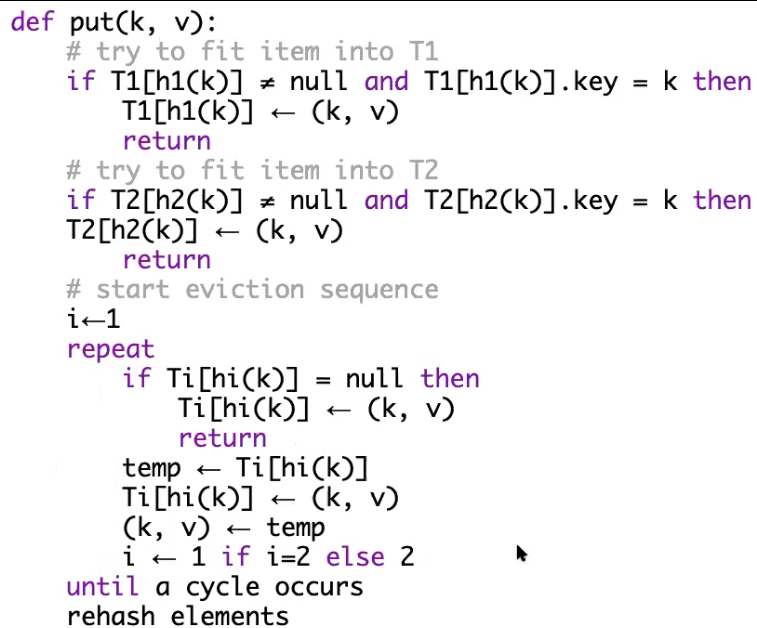 def put(k, v):
    # try to fit item into T1
    if T1[h1(k)] ≠ null and T1[h1(k)].key = k then
        T1[h1(k)] ← (k, v)
        return
    # try to fit item into T2
    if T2[h2(k)] ≠ null and T2[h2(k)].key = k then
    T2[h2(k)] ← (k, v)
        return
    # start eviction sequence
    i←1
    repeat
        if Ti[hi(k)] = null then
            Ti[hi(k)] ← (k, v)
            return
        temp ← Ti[hi(k)]
        Ti[hi(k)] ← (k, v)
        (k, v) ← temp
        i ← 1 if i=2 else 2
    until a cycle occurs
    rehash elements